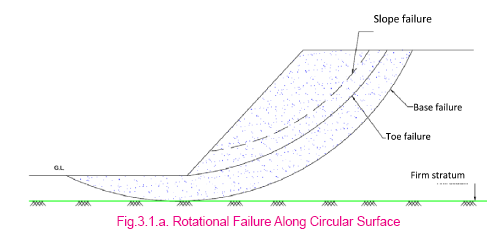 Slope failure
Base failure
Toe failure
G.L
Firm stratum
Fig.3.1.a. Rotational Failure Along Circular Surface